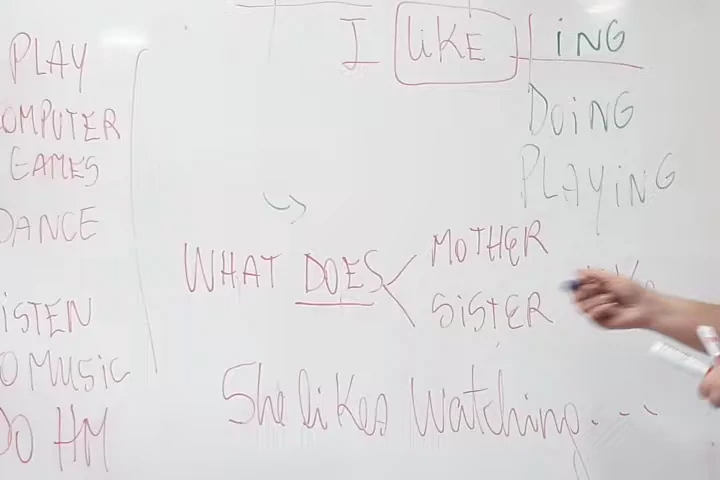 PLAY
COMPUTER
GAMES
DANCE
LISTEN
TO MUSIC
DO HM
I LIKE ING
DOING
PLAYING
WHAT DOES MOTHER
SISTER
She likes Watching...